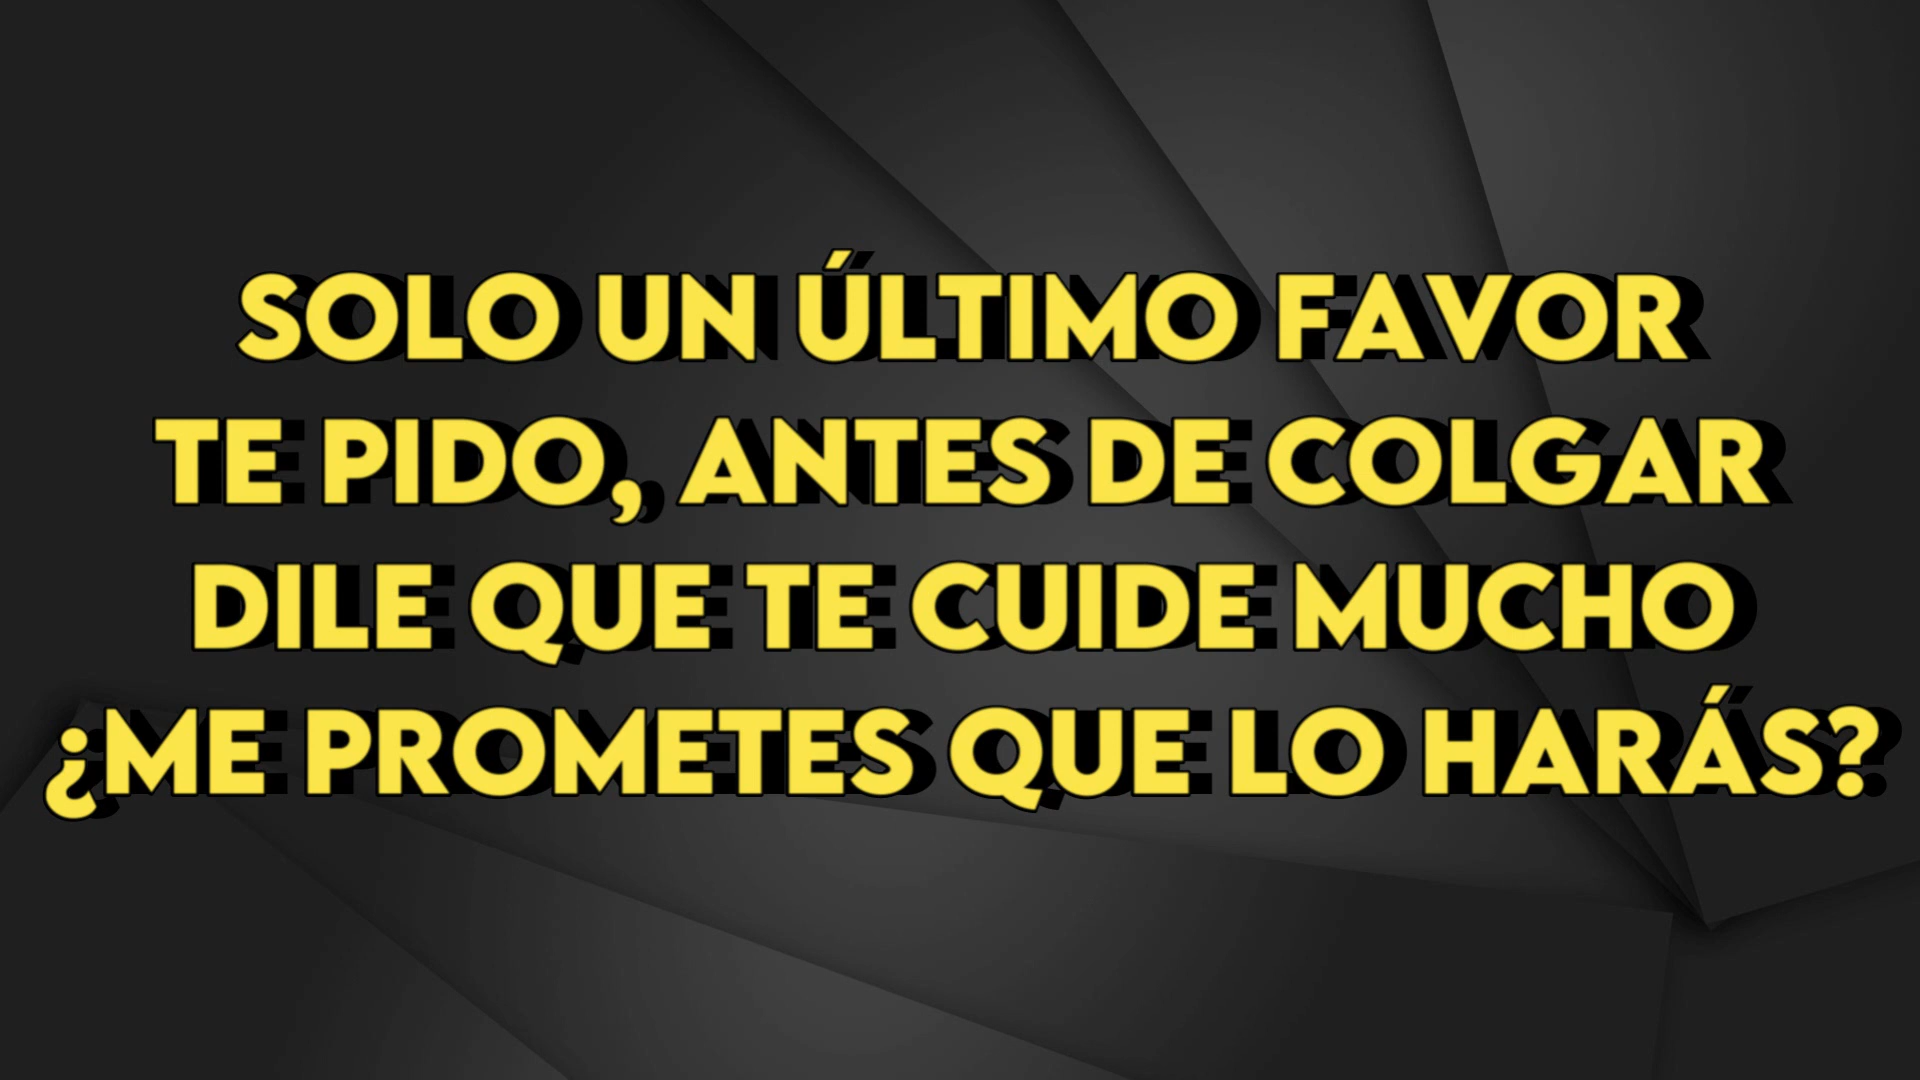 SOLO UN ÚLTIMO FAVOR
TE PIDO, ANTES DE COLGAR
DILE QUE TE CUIDE MUCHO
¿ME PROMETES QUE LO HARÁS?